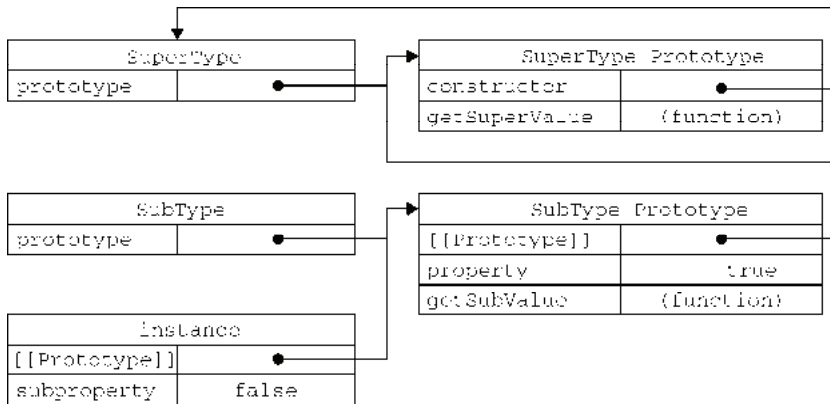 SuperType
prototype
SuperType Prototype
constructor
getSuperValue (function)
SubType
prototype
SubType Prototype
[[Prototype]]
property true
getSubValue (function)
instance
[[Prototype]]
subproperty false